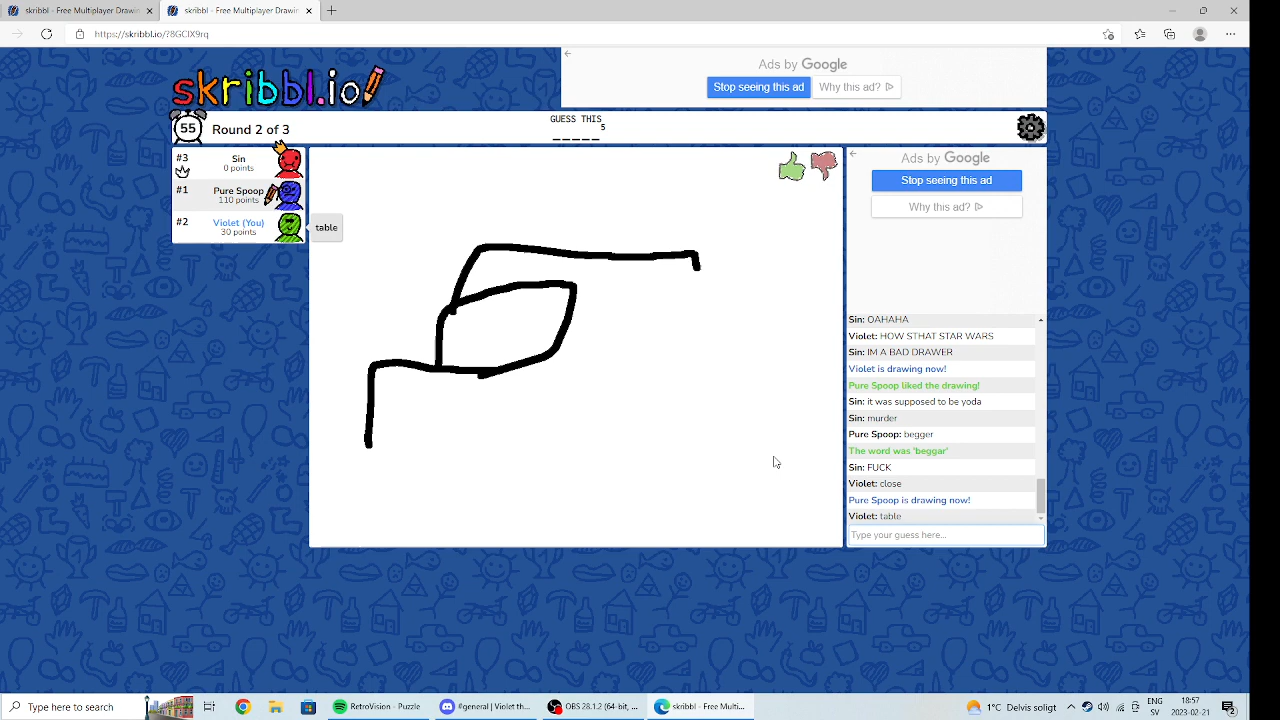 skribbl - Free Multiplayer Drawin
skribbl - Free Multiplayer Drawin
https://skribbl.io/?8GCIX9rq
skribbl.io
Ads by Google
Stop seeing this ad
Why this ad?
55
Round 2 of 3
GUESS THIS
_____ 5
#3
Sin
0 points
#1
Pure Spoop
110 points
#2
Violet (You)
30 points
table
Ads by Google
Stop seeing this ad
Why this ad?
Sin: OAHAHA
Violet: HOW STHAT STAR WARS
Sin: IM A BAD DRAWER
Violet is drawing now!
Pure Spoop liked the drawing!
Sin: it was supposed to be yoda
Sin: murder
Pure Spoop: begger
The word was 'beggar'
Sin: FUCK
Violet: close
Pure Spoop is drawing now!
Violet: table
Type your guess here...
Type here to search
RetroVision - Puzzle
#general | Violet th...
OBS 28.1.2 (64-bit, ...
skribbl - Free Multi...
1°C Delvis soligt
ENG
SV
18:57
2023-02-21
2